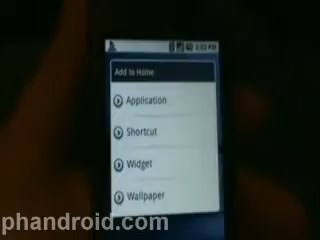 Add to Home
Application
Shortcut
Widget
Wallpaper
phandroid.com